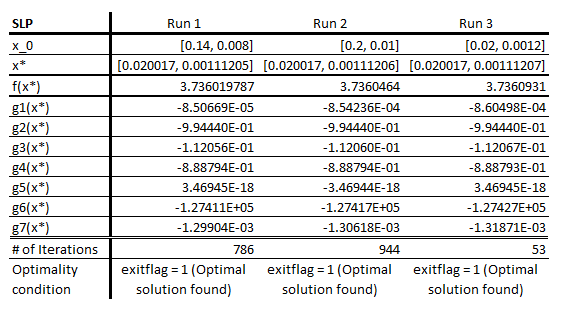 SLP Run 1 Run 2 Run 3
x_0 [0.14, 0.008] [0.2, 0.01] [0.02, 0.0012]
x* [0.020017, 0.00111205] [0.020017, 0.00111206] [0.020017, 0.00111207]
f(x*) 3.736019787 3.7360464 3.7360931
g1(x*) -8.50669E-05 -8.54236E-04 -8.60498E-04
g2(x*) -9.94440E-01 -9.94440E-01 -9.94440E-01
g3(x*) -1.12056E-01 -1.12060E-01 -1.12067E-01
g4(x*) -8.88794E-01 -8.88794E-01 -8.88793E-01
g5(x*) 3.46945E-18 -3.46944E-18 3.46945E-18
g6(x*) -1.27411E+05 -1.27417E+05 -1.27427E+05
g7(x*) -1.29904E-03 -1.30618E-03 -1.31871E-03
# of Iterations 786 944 53
Optimality exitflag = 1 (Optimal exitflag = 1 (Optimal exitflag = 1 (Optimal
condition solution found) solution found) solution found)